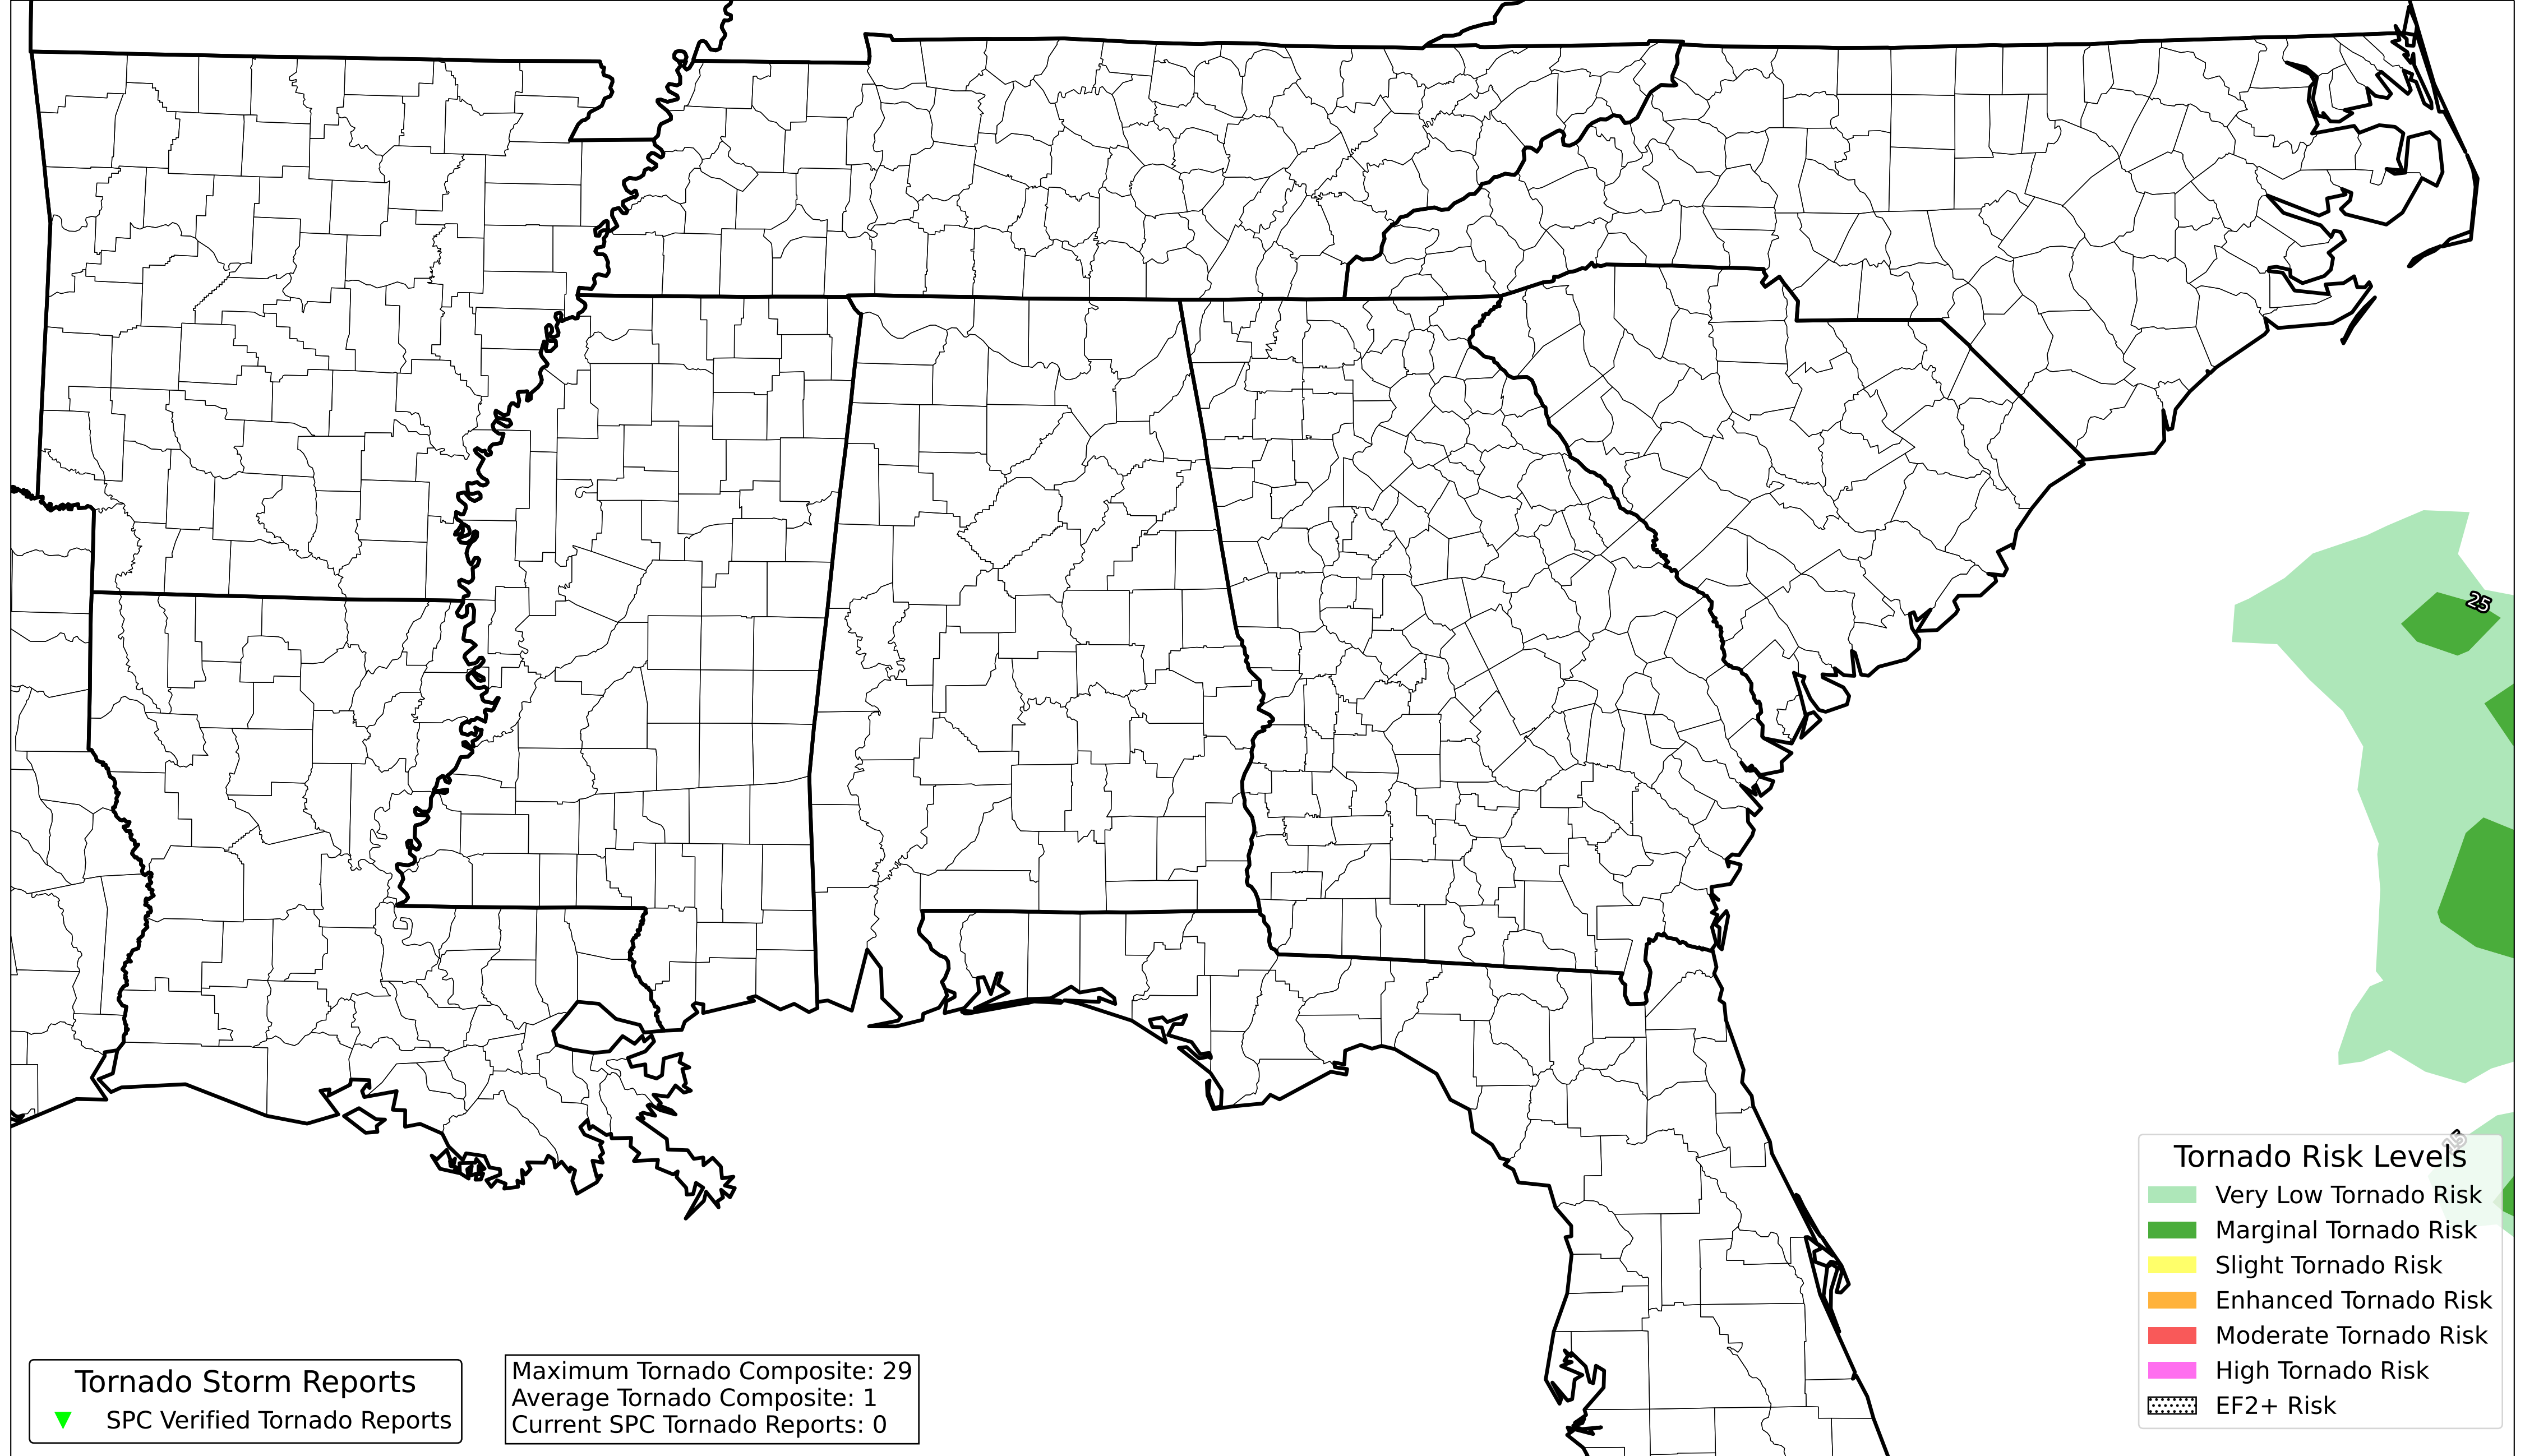 25
15
Tornado Risk Levels
Very Low Tornado Risk
Marginal Tornado Risk
Slight Tornado Risk
Enhanced Tornado Risk
Moderate Tornado Risk
High Tornado Risk
EF2+ Risk
Tornado Storm Reports
SPC Verified Tornado Reports
Maximum Tornado Composite: 29
Average Tornado Composite: 1
Current SPC Tornado Reports: 0